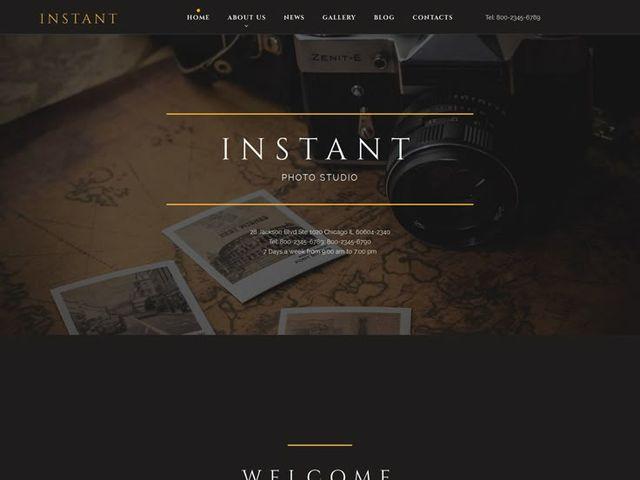 INSTANT
HOME ABOUT US NEWS GALLERY BLOG CONTACTS
Tel: 800-2345-6789
ZENIT-E
INSTANT
PHOTO STUDIO
28 Jackson Blvd Ste 1020 Chicago IL 60604-2340
Tel: 800-2345-6789; 800-2345-6790
7 Days a week from 9:00 am to 7:00 pm
WELCOME